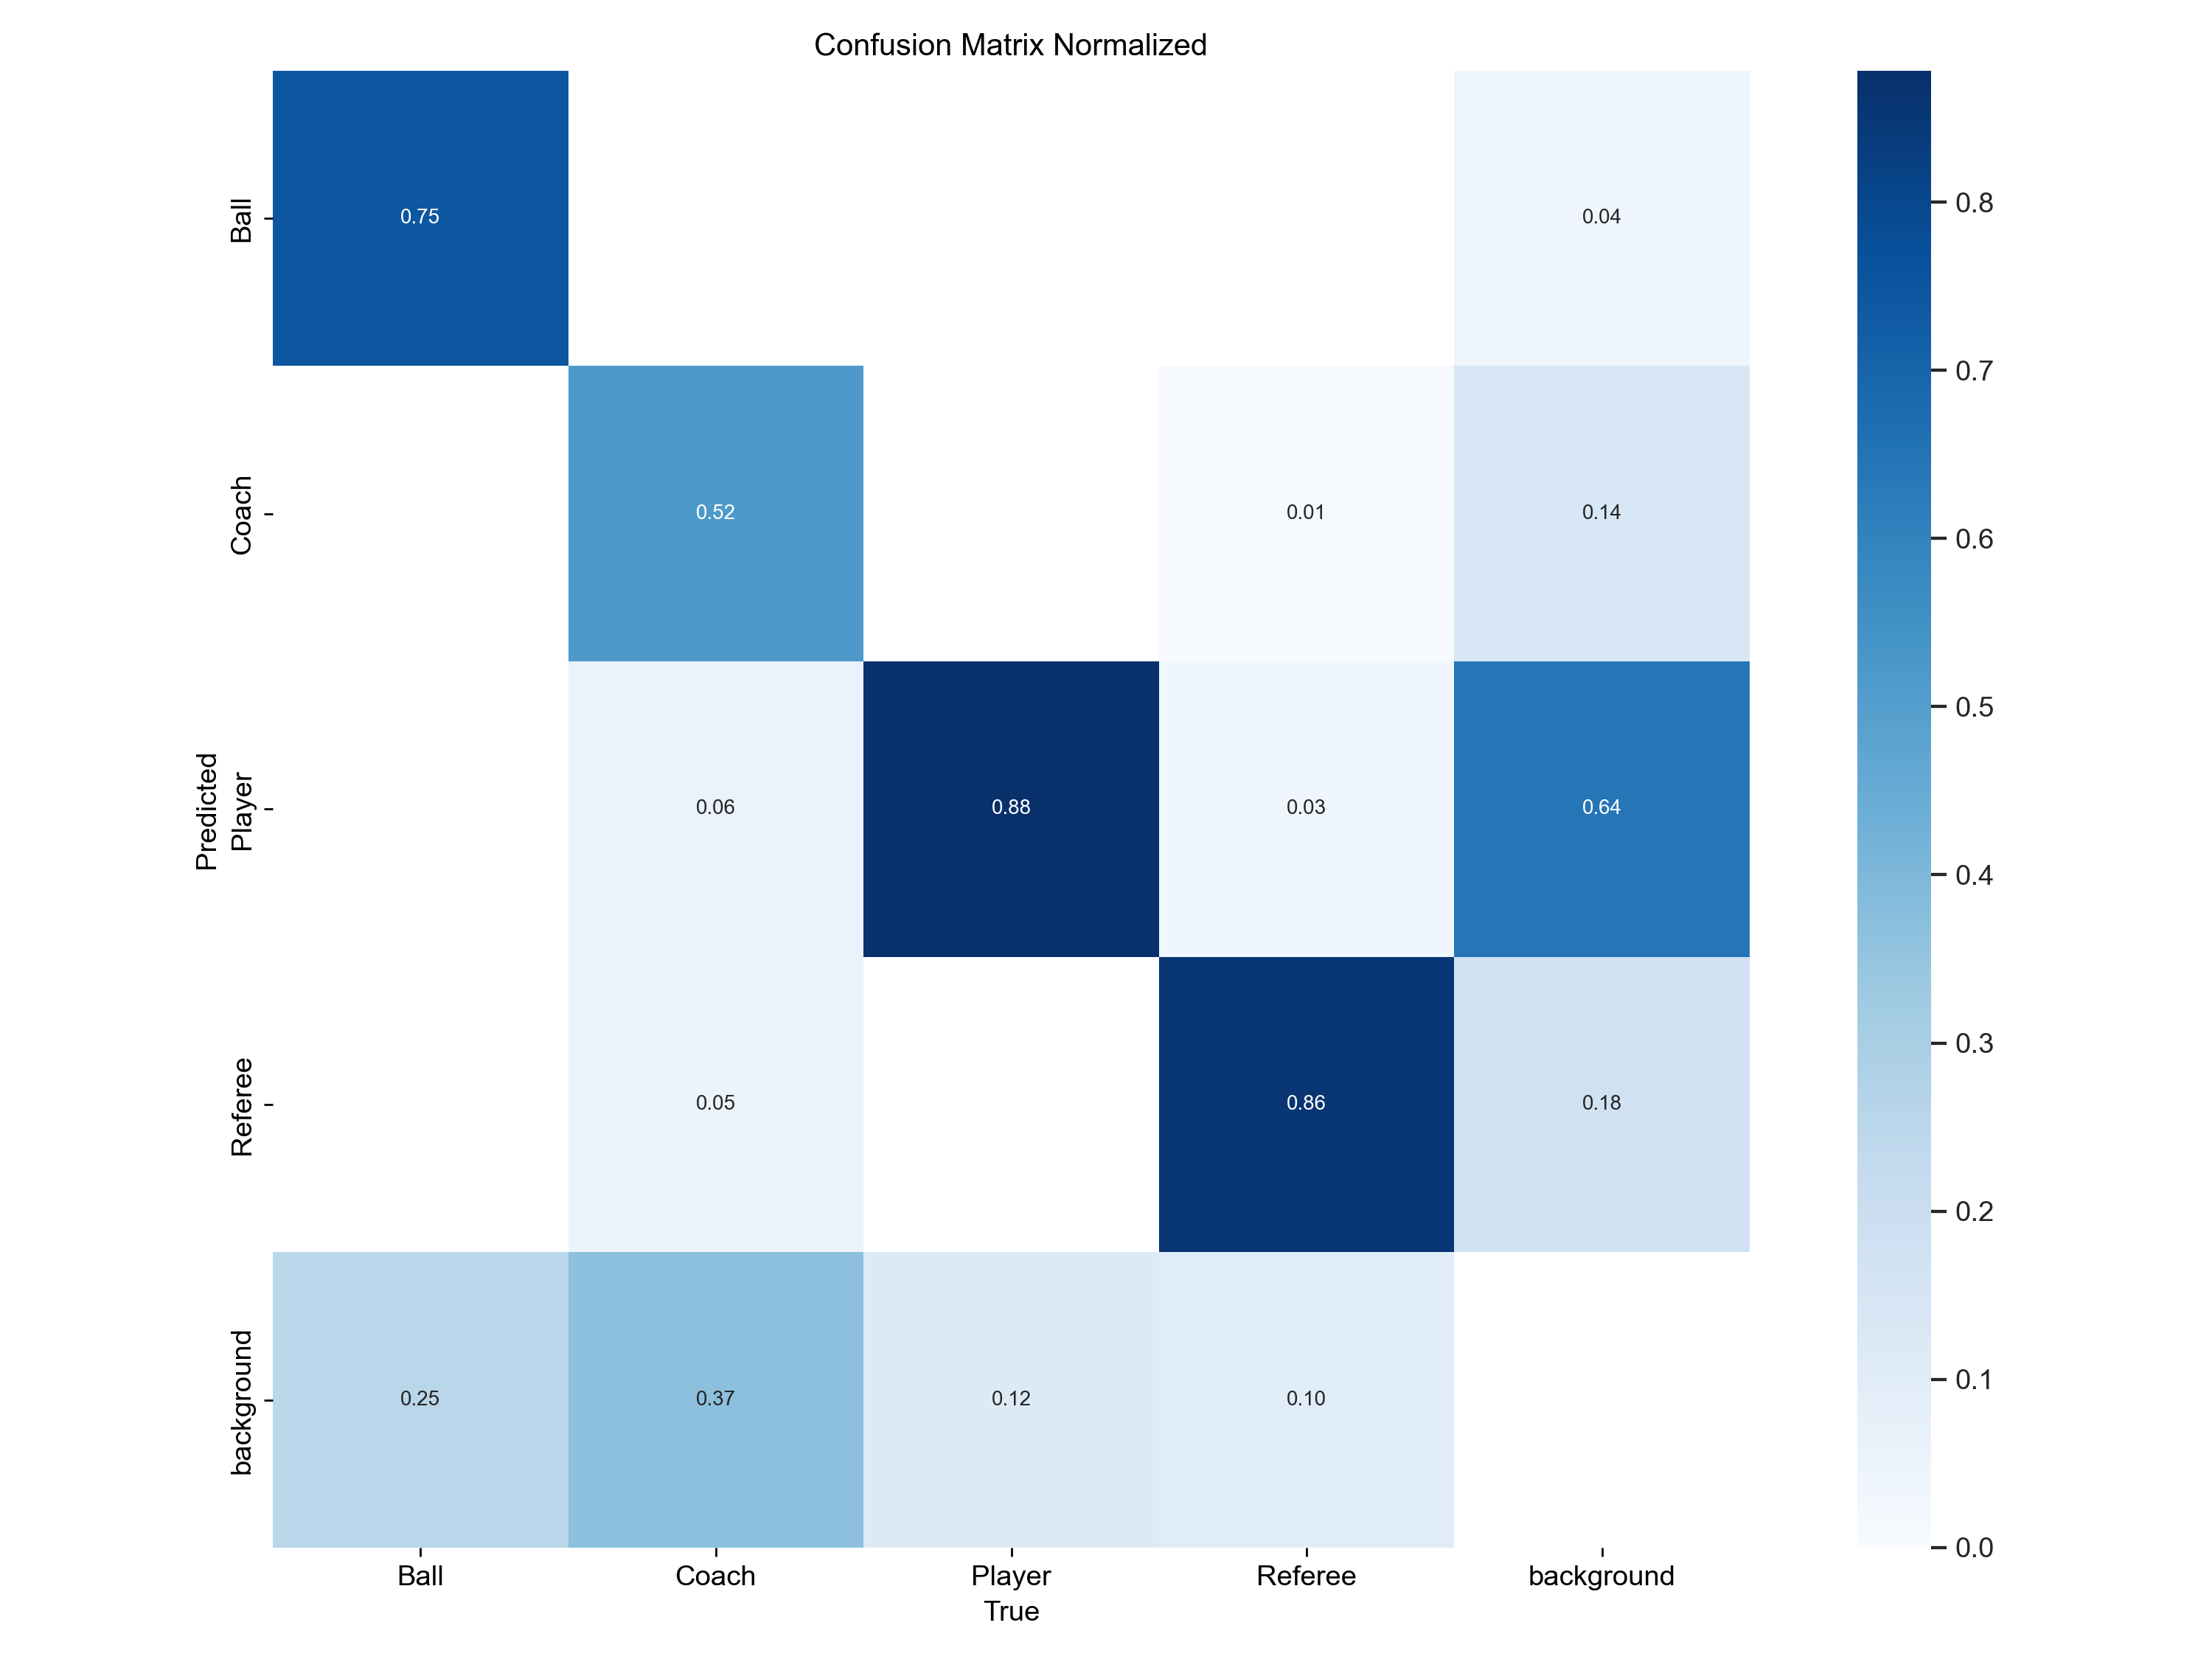 Confusion Matrix Normalized
Predicted
Ball
0.75
0.04
Coach
0.52
0.01
0.14
Player
0.06
0.88
0.03
0.64
Referee
0.05
0.86
0.18
background
0.25
0.37
0.12
0.10
Ball
Coach
Player
Referee
background
True
0.8
0.7
0.6
0.5
0.4
0.3
0.2
0.1
0.0